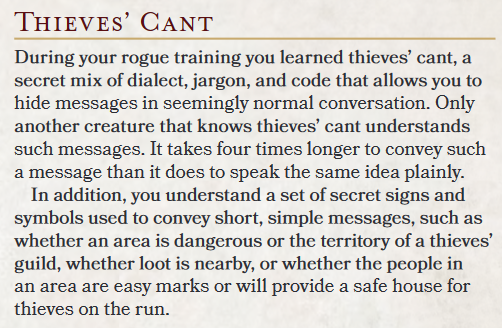 Thieves’ Cant
During your rogue training you learned thieves’ cant, a
secret mix of dialect, jargon, and code that allows you to
hide messages in seemingly normal conversation. Only
another creature that knows thieves’ cant understands
such messages. It takes four times longer to convey such
a message than it does to speak the same idea plainly.
In addition, you understand a set of secret signs and
symbols used to convey short, simple messages, such as
whether an area is dangerous or the territory of a thieves’
guild, whether loot is nearby, or whether the people in
an area are easy marks or will provide a safe house for
thieves on the run.